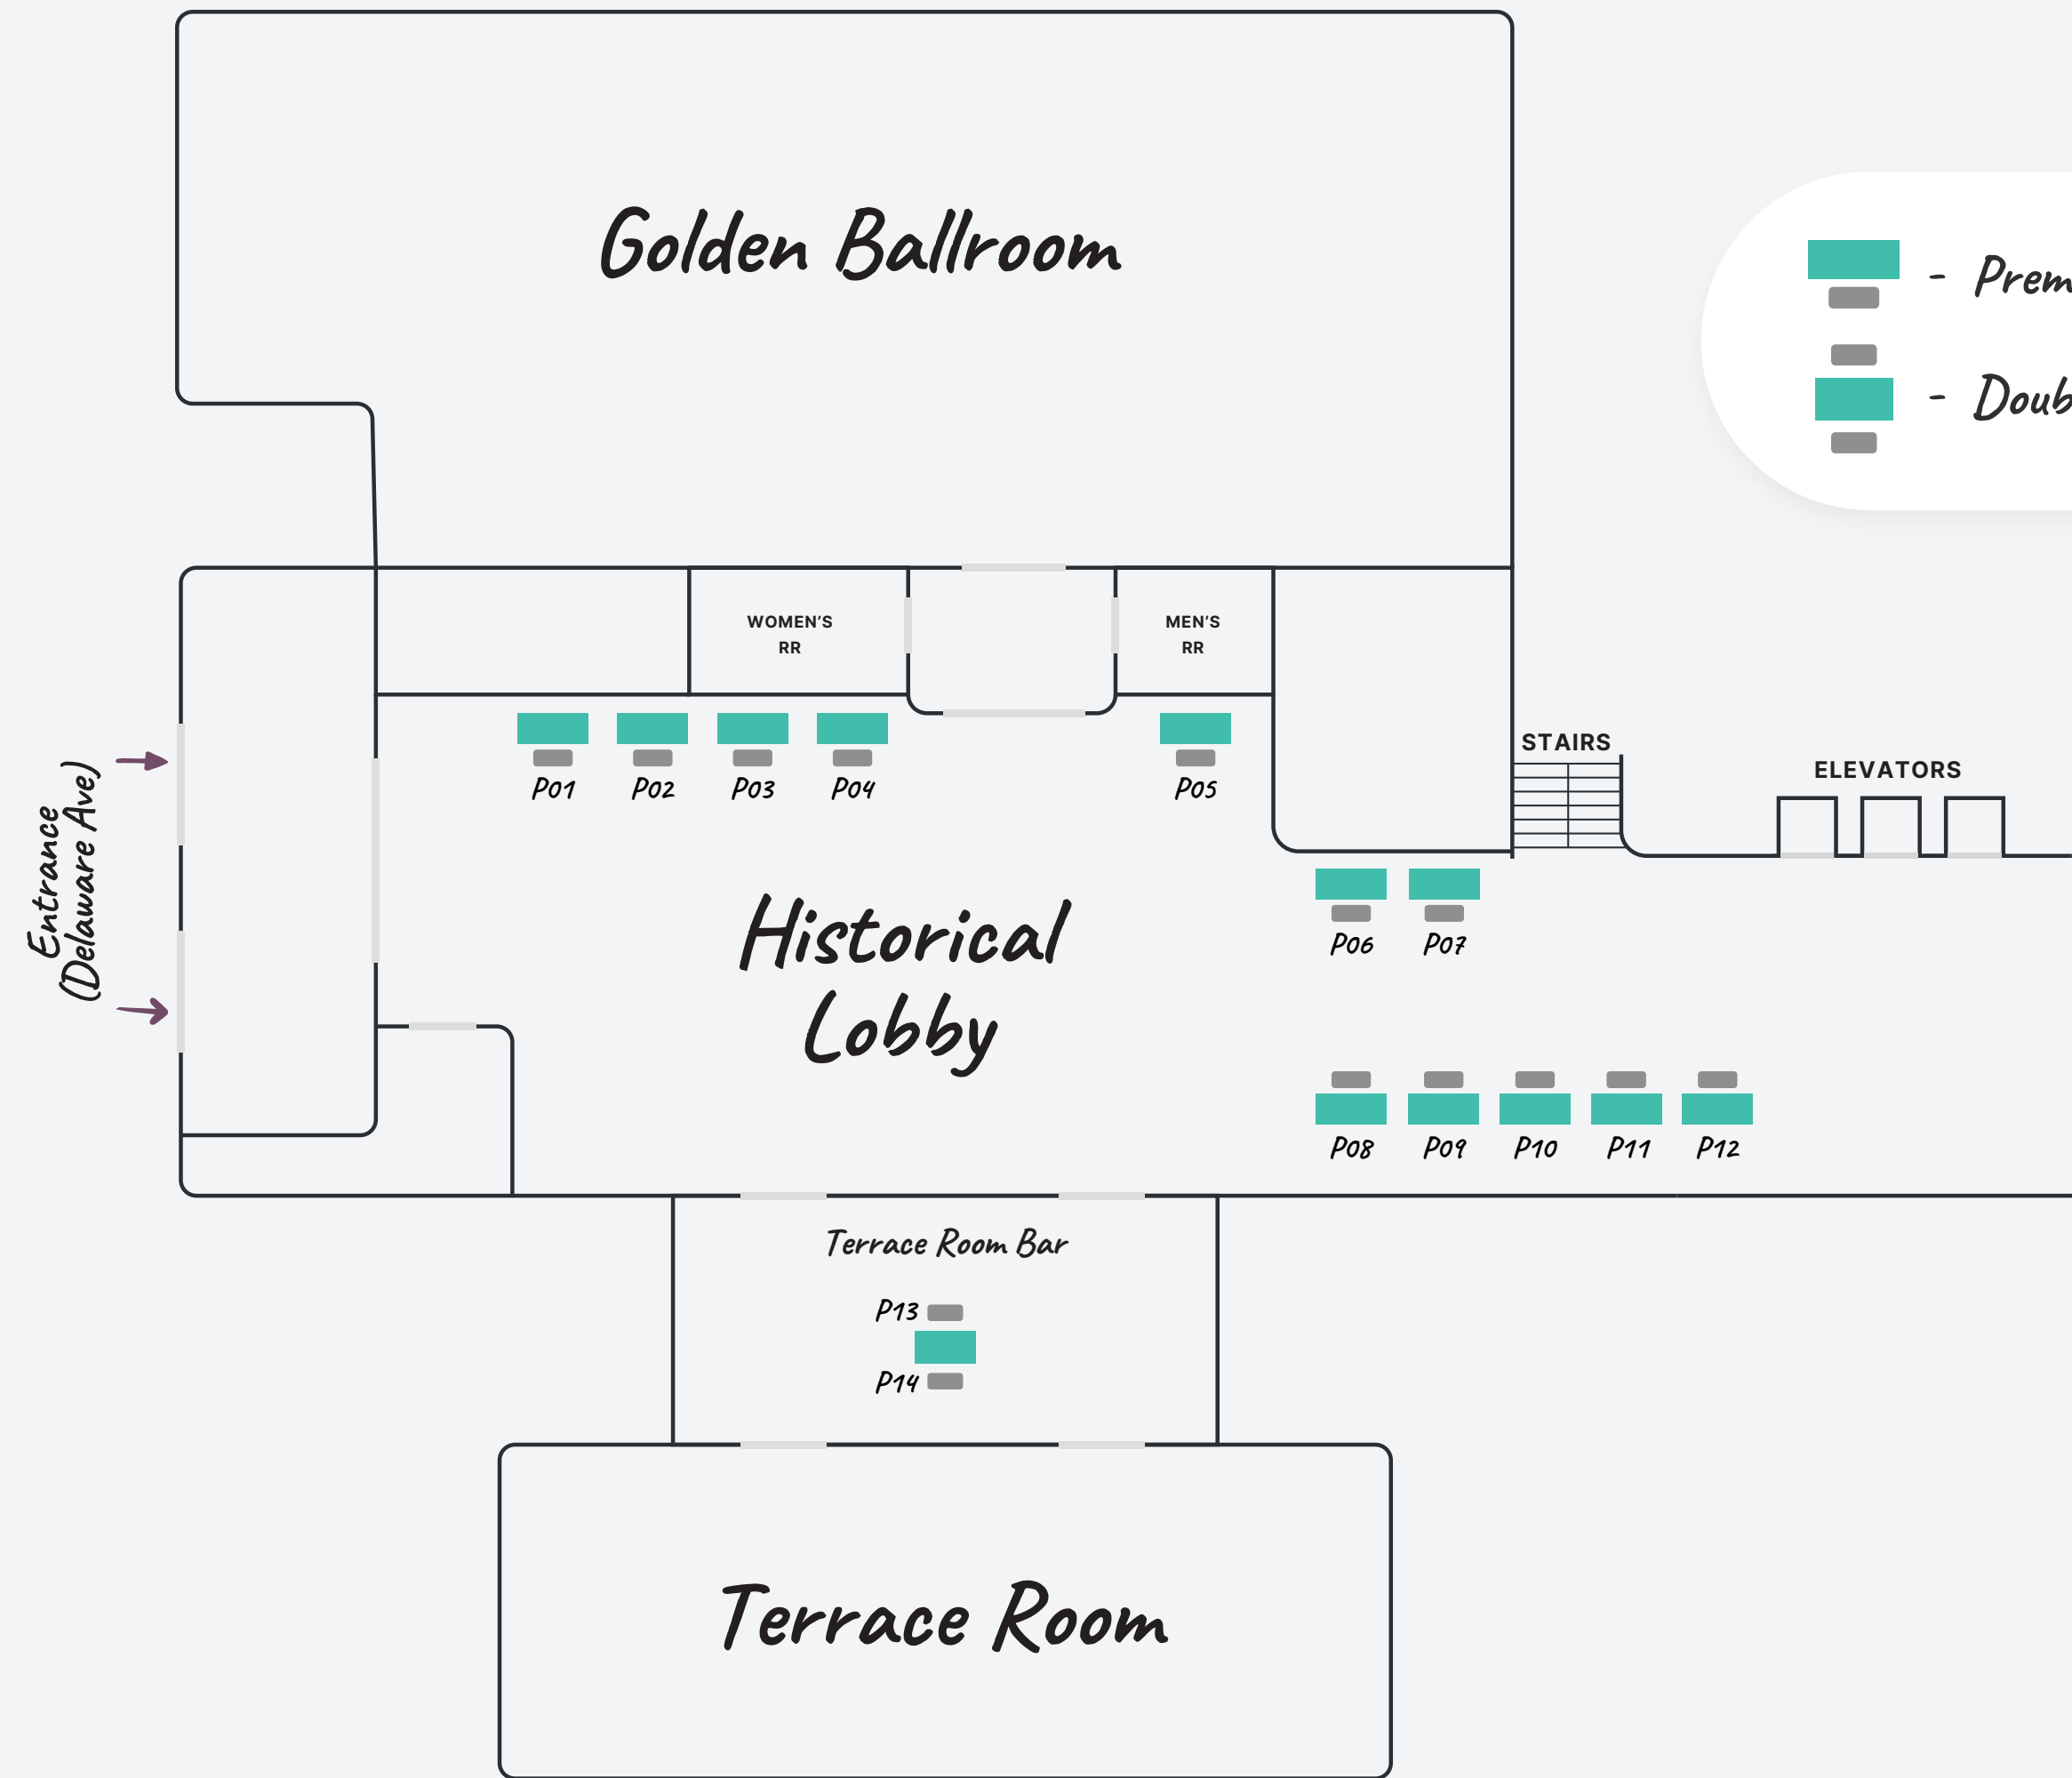 Golden Ballroom
- Prem
- Doub
WOMEN'S
RR
MEN'S
RR
STAIRS
ELEVATORS
Entrance
(Delaware Ave)
P01 P02 P03 P04 P05
Historical
Lobby
P06 P07
P08 P09 P10 P11 P12
Terrace Room Bar
P13
P14
Terrace Room